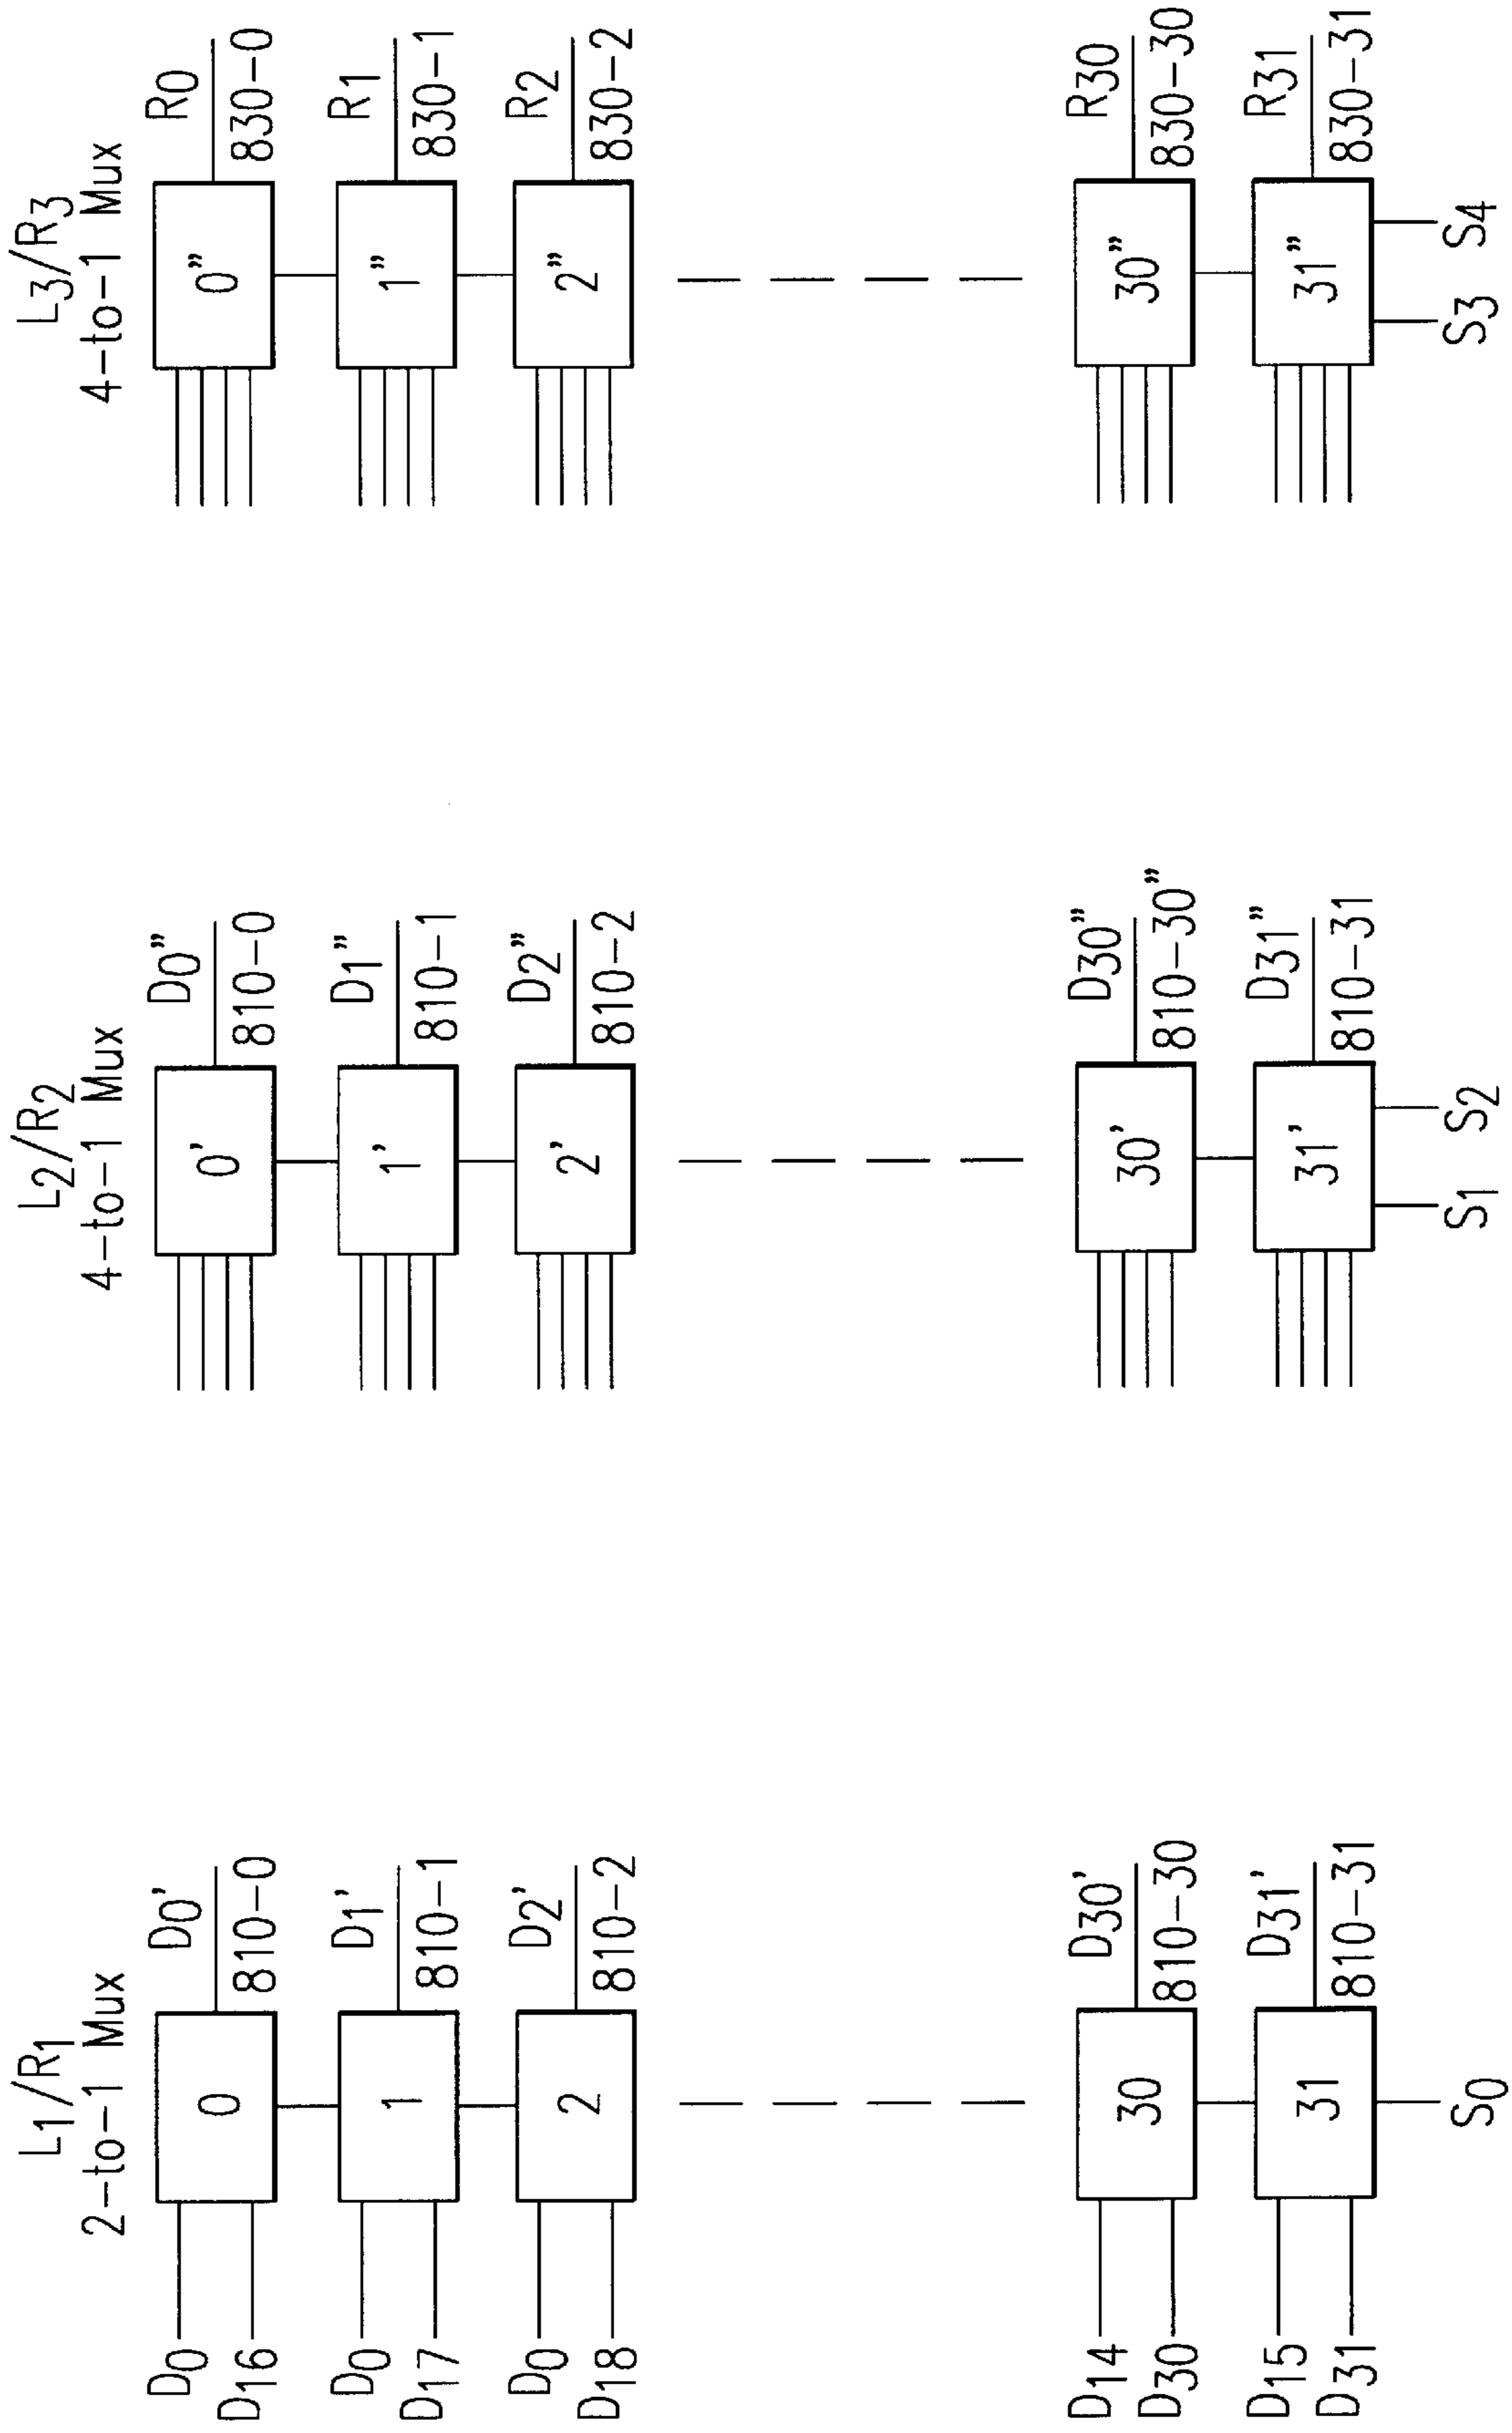 L1/R1
2-to-1 Mux
D0
D16
0
D0'
810-0
D0
D17
1
D1'
810-1
D0
D18
2
D2'
810-2
D14
D30
30
D30'
810-30
D15
D31
31
D31'
810-31
S0
L2/R2
4-to-1 Mux
0'
D0"
810-0
1'
D1"
810-1
2'
D2"
810-2
30'
D30"
810-30"
31'
D31"
810-31
S1 S2
L3/R3
4-to-1 Mux
0"
R0
830-0
1"
R1
830-1
2"
R2
830-2
30"
R30
830-30
31"
R31
830-31
S3 S4